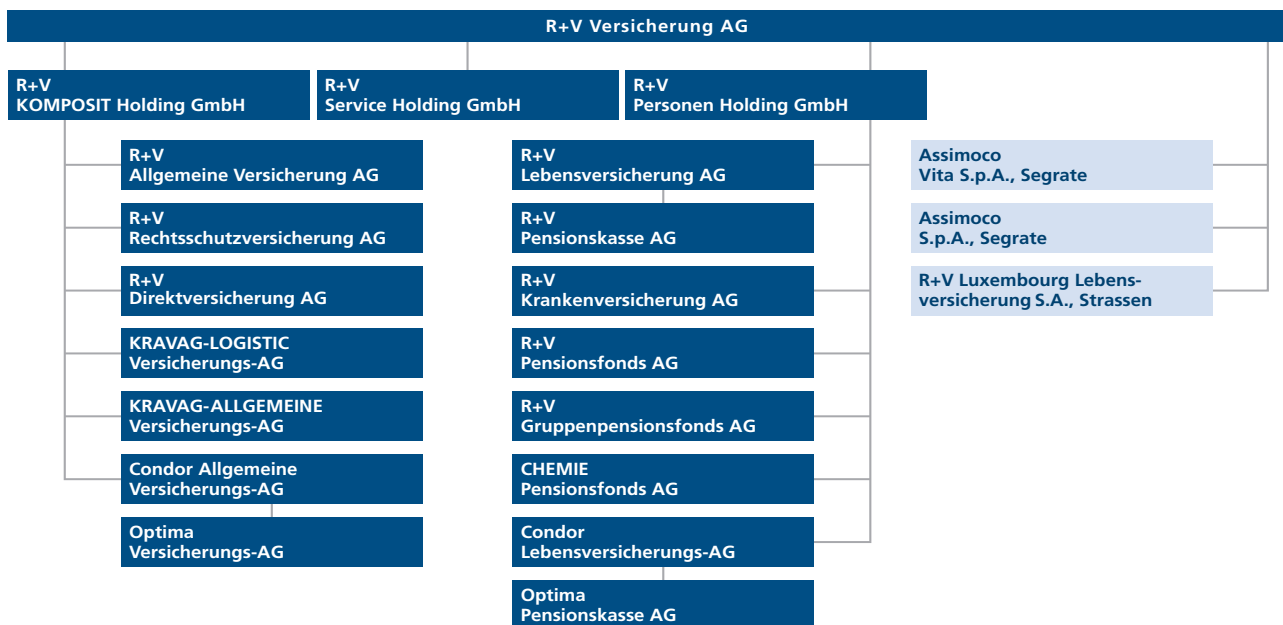 R+V Versicherung AG
R+V
KOMPOSIT Holding GmbH
R+V
Service Holding GmbH
R+V
Personen Holding GmbH
R+V
Allgemeine Versicherung AG
R+V
Rechtsschutzversicherung AG
R+V
Direktversicherung AG
KRAVAG-LOGISTIC
Versicherungs-AG
KRAVAG-ALLGEMEINE
Versicherungs-AG
Condor Allgemeine
Versicherungs-AG
Optima
Versicherungs-AG
R+V
Lebensversicherung AG
R+V
Pensionskasse AG
R+V
Krankenversicherung AG
R+V
Pensionsfonds AG
R+V
Gruppenpensionsfonds AG
CHEMIE
Pensionsfonds AG
Condor
Lebensversicherungs-AG
Optima
Pensionskasse AG
Assimoco
Vita S.p.A., Segrate
Assimoco
S.p.A., Segrate
R+V Luxembourg Lebens-
versicherung S.A., Strassen